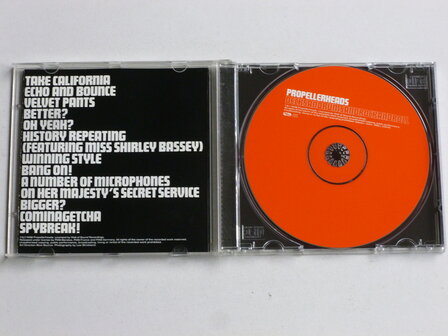 TAKE CALIFORNIA
ECHO AND BOUNCE
VELVET PANTS
BETTER?
OH YEAH?
HISTORY REPEATING
(FEATURING MISS SHIRLEY BASSEY)
WINNING STYLE
BANG ON!
A NUMBER OF MICROPHONES
ON HER MAJESTY'S SECRET SERVICE
BIGGER?
COMINAGETCHA
SPYBREAK!
PROPELLERHEADS
DECKSANDRUMSANDROCKANDROLL